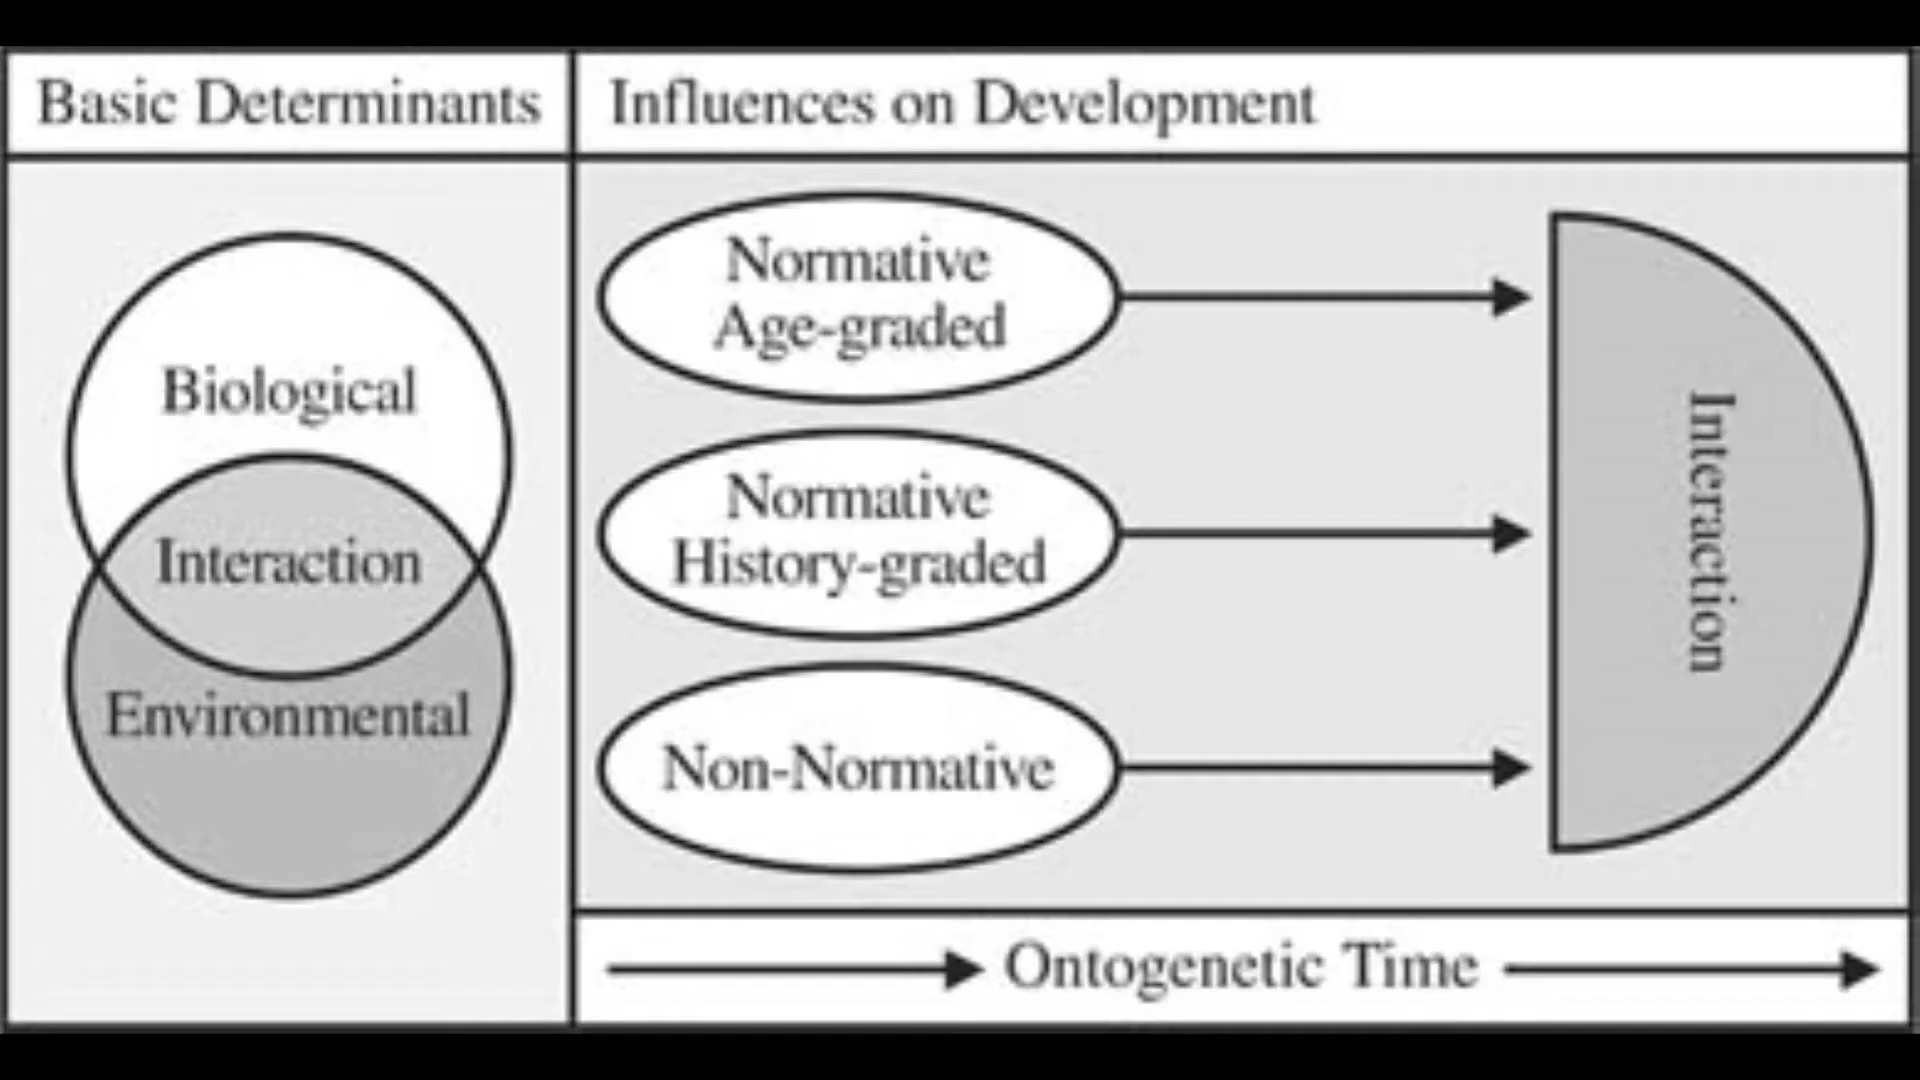 Basic Determinants
Influences on Development
Biological
Interaction
Environmental
Normative
Age-graded
Normative
History-graded
Non-Normative
Interaction
Ontogenetic Time